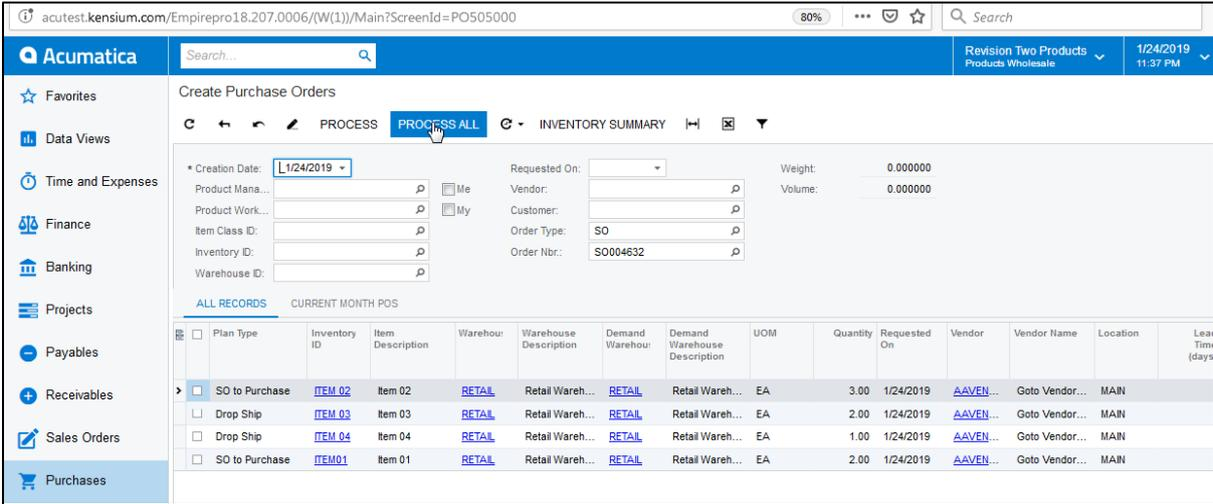 acutest.kensium.com/Empirepro18.207.0006/(W(1))/Main?ScreenId=PO505000 80% Search
Acumatica Search... Revision Two Products 1/24/2019
Products Wholesale 11:37 PM
Favorites
Data Views
Time and Expenses
Finance
Banking
Projects
Payables
Receivables
Sales Orders
Purchases
Create Purchase Orders
PROCESS PROCESS ALL INVENTORY SUMMARY
* Creation Date: 1/24/2019 Requested On: Weight: 0.000000
Product Mana... Me Vendor: Volume: 0.000000
Product Work... My Customer:
Item Class ID: Order Type: SO
Inventory ID: Order Nbr.: SO004632
Warehouse ID:
ALL RECORDS CURRENT MONTH POS
Plan Type Inventory Item Warehou: Warehouse Demand Demand UOM Quantity Requested Vendor Vendor Name Location Lea
ID Description Description Warehou: Warehouse On Time
Description (days
SO to Purchase ITEM 02 Item 02 RETAIL Retail Wareh... RETAIL Retail Wareh... EA 3.00 1/24/2019 AAVEN... Goto Vendor... MAIN
Drop Ship ITEM 03 Item 03 RETAIL Retail Wareh... RETAIL Retail Wareh... EA 2.00 1/24/2019 AAVEN... Goto Vendor... MAIN
Drop Ship ITEM 04 Item 04 RETAIL Retail Wareh... RETAIL Retail Wareh... EA 1.00 1/24/2019 AAVEN... Goto Vendor... MAIN
SO to Purchase ITEM01 Item 01 RETAIL Retail Wareh... RETAIL Retail Wareh... EA 2.00 1/24/2019 AAVEN... Goto Vendor... MAIN